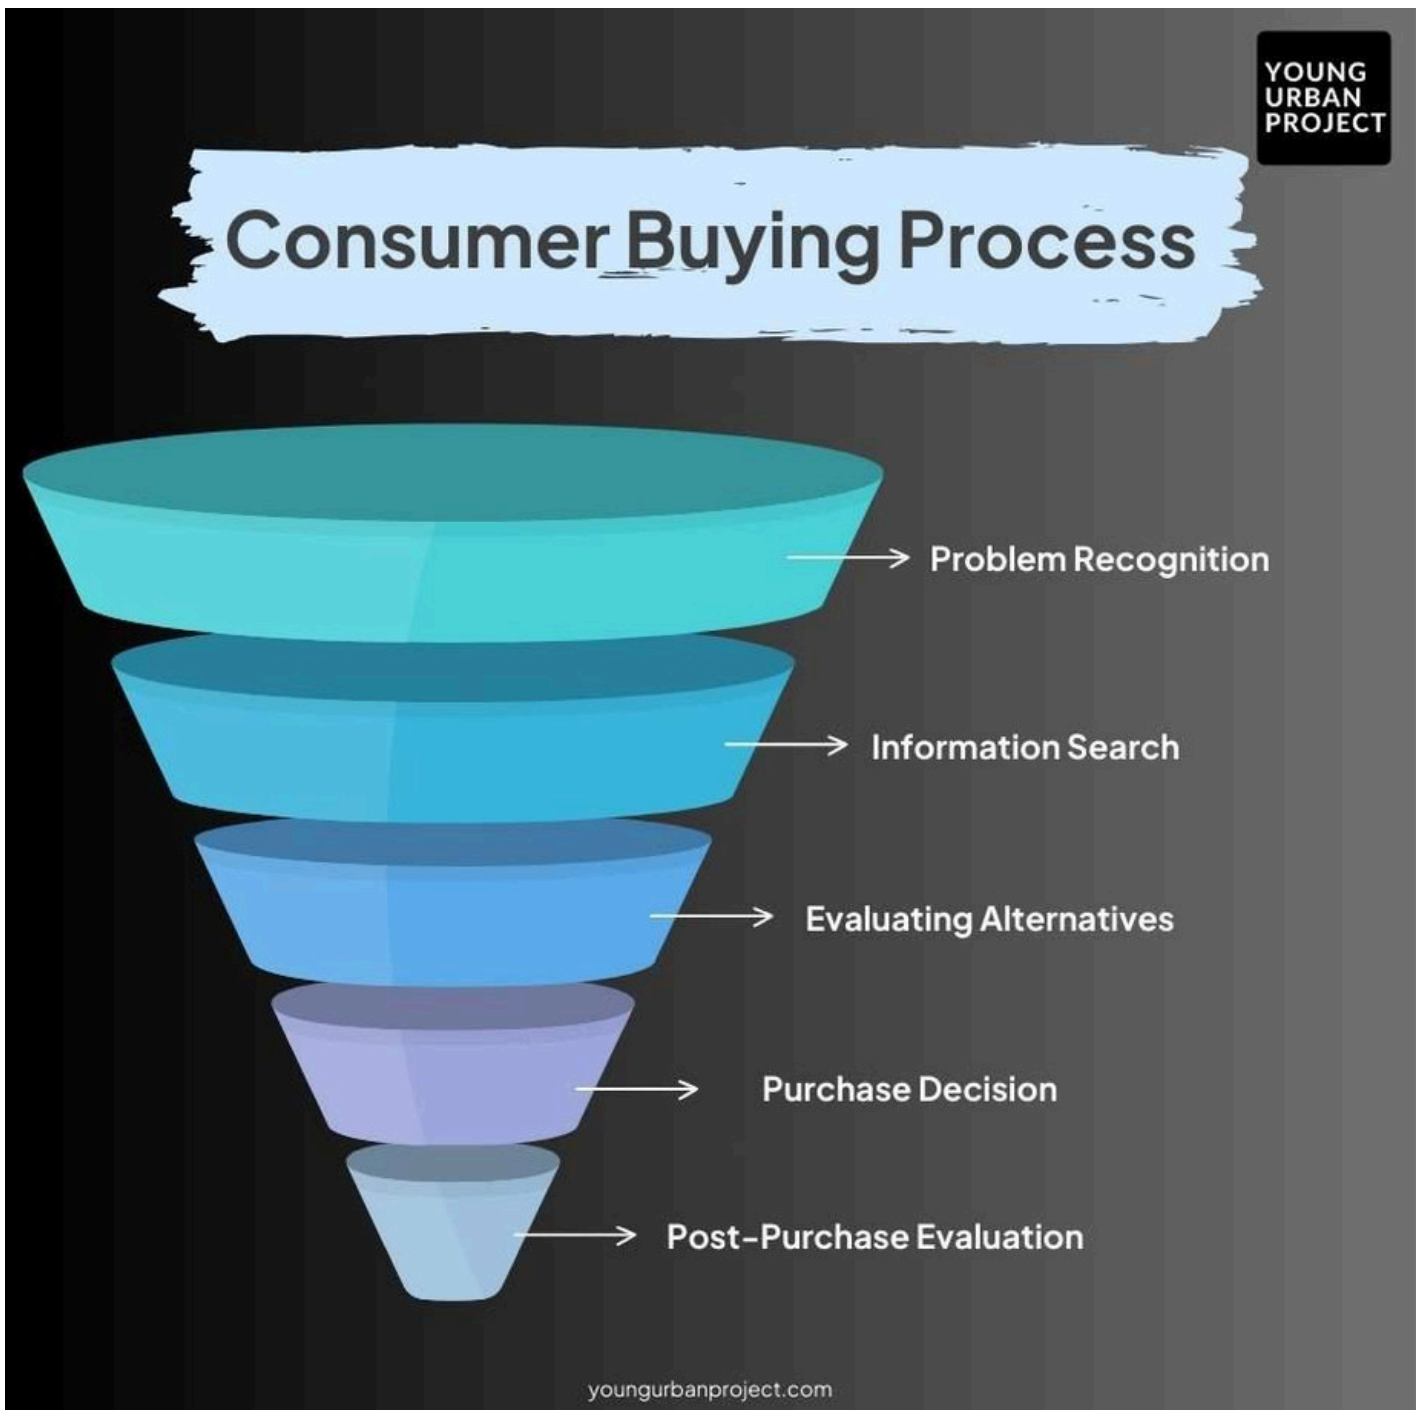 YOUNG
URBAN
PROJECT
Consumer Buying Process
Problem Recognition
Information Search
Evaluating Alternatives
Purchase Decision
Post-Purchase Evaluation
youngurbanproject.com